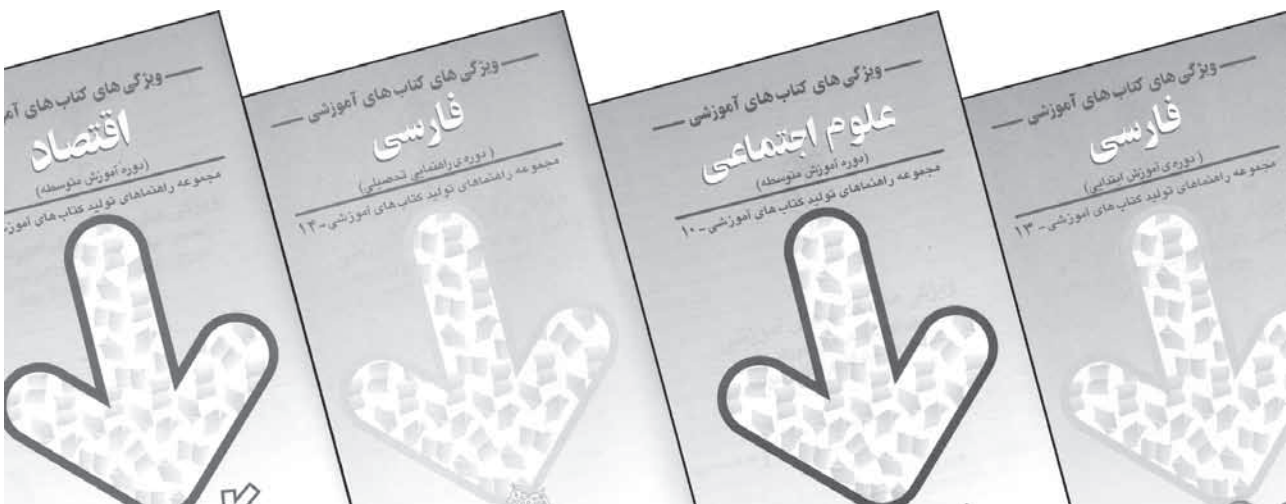 ویژگی های کتاب های آموزشی
فارسی
(دوره‌ی آموزش ابتدایی)
مجموعه راهنماهای تولید کتاب های آموزشی - ۱۳
ویژگی های کتاب های آموزشی
علوم اجتماعی
(دوره آموزش متوسطه)
مجموعه راهنماهای تولید کتاب های آموزشی - ۱۰
ویژگی های کتاب های آموزشی
فارسی
(دوره‌ی راهنمایی تحصیلی)
مجموعه راهنماهای تولید کتاب های آموزشی - ۱۴
ویژگی های کتاب های
اقتصاد
(دوره آموزش متوسطه)
مجموعه راهنماهای تولید کتاب های